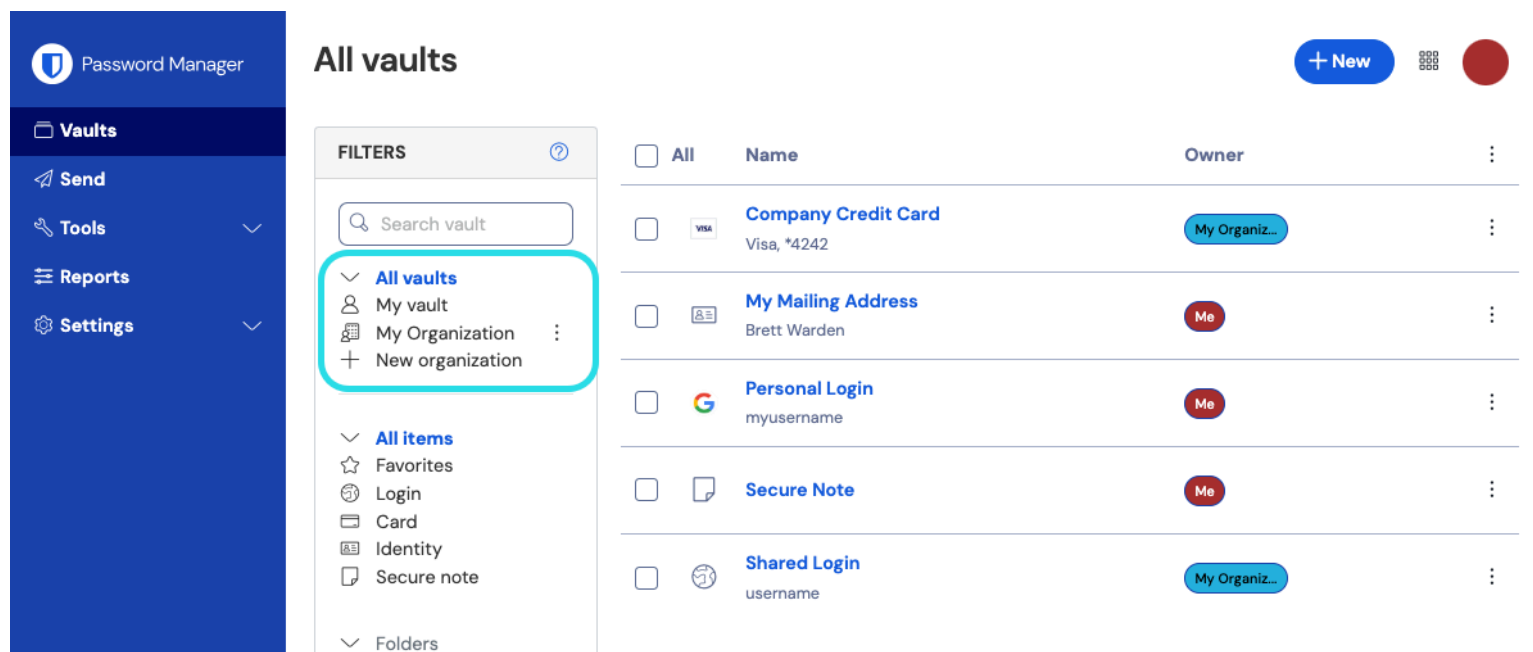 Password Manager
Vaults
Send
Tools
Reports
Settings
All vaults
New
FILTERS
Search vault
All vaults
My vault
My Organization
New organization
All items
Favorites
Login
Card
Identity
Secure note
Folders
All Name Owner
VISA
Company Credit Card
Visa, *4242
My Organiz...
My Mailing Address
Brett Warden
Me
G
Personal Login
myusername
Me
Secure Note
Me
Shared Login
username
My Organiz...